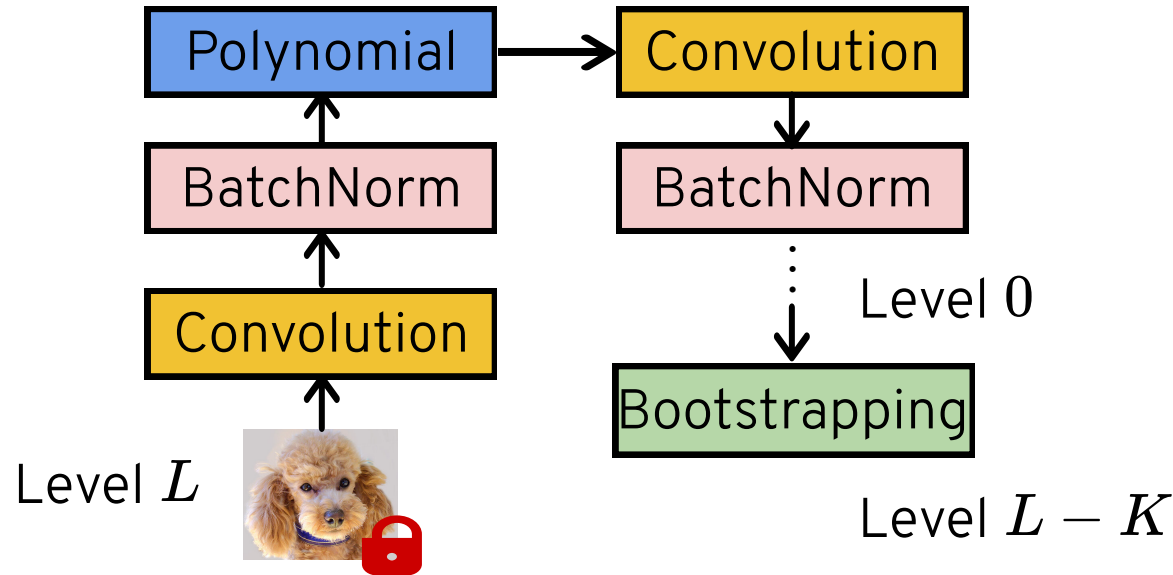 Polynomial
Convolution
BatchNorm
BatchNorm
Level 0
Convolution
Bootstrapping
Level L
Level L − K